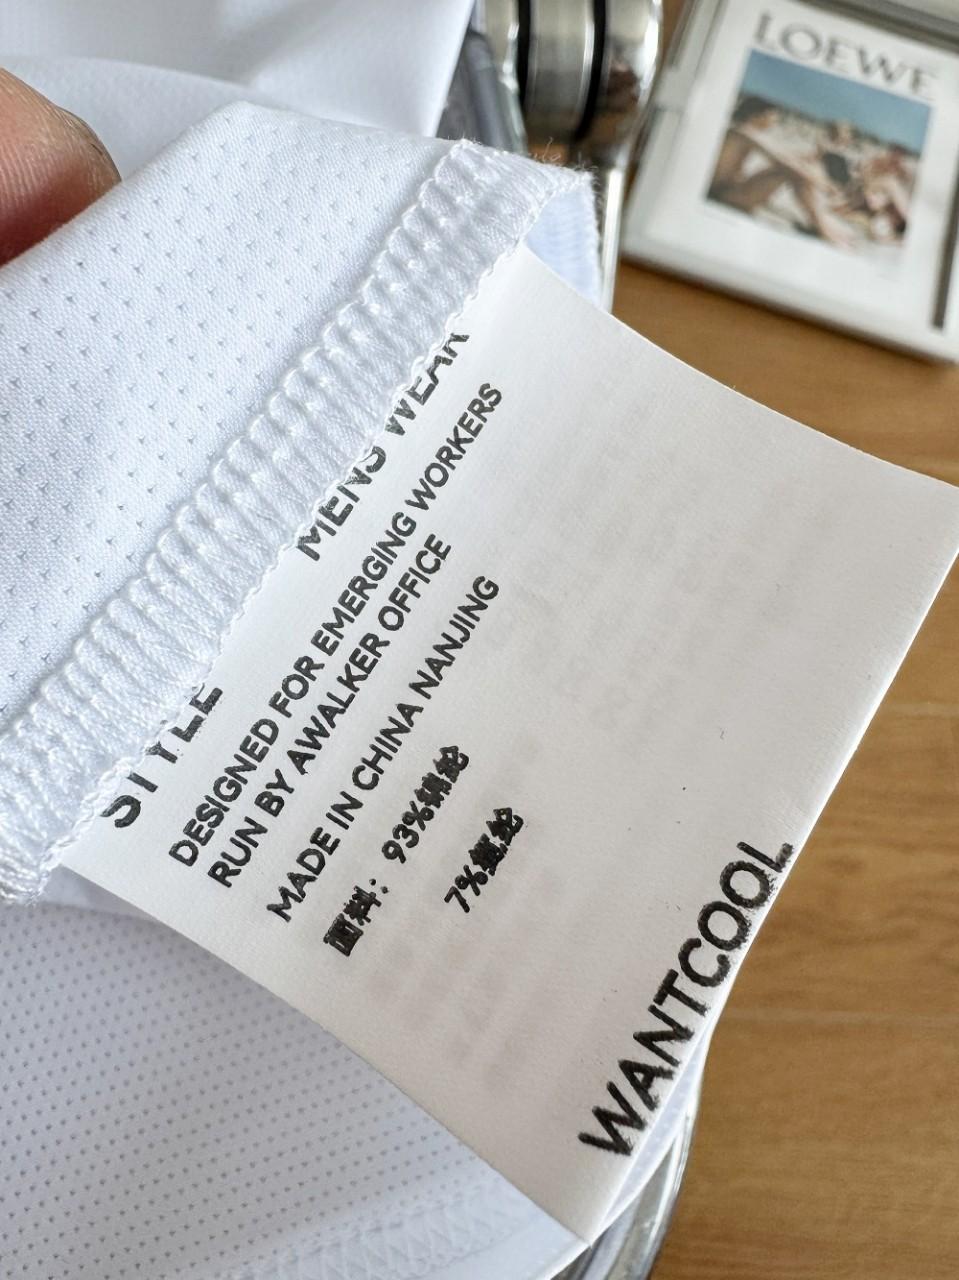 LOEWE
MENS WEAR
STYLE
DESIGNED FOR EMERGING WORKERS
RUN BY AWALKER OFFICE
MADE IN CHINA NANJING
面料: 93%锦纶
7%氨纶
WANTCOOL